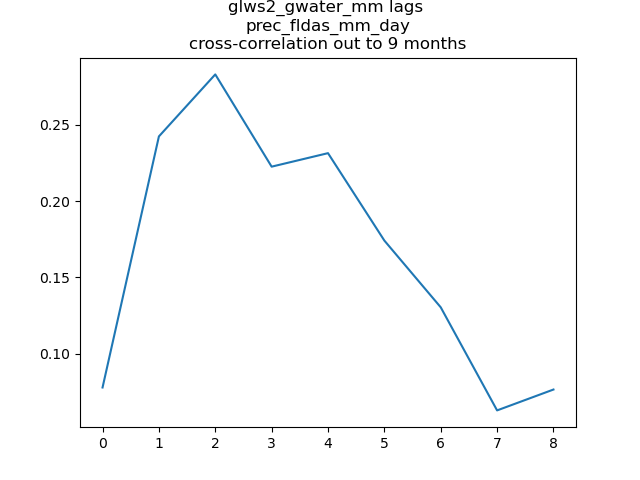 glws2_gwater_mm lags
prec_fldas_mm_day
cross-correlation out to 9 months
0.25
0.20
0.15
0.10
0 1 2 3 4 5 6 7 8